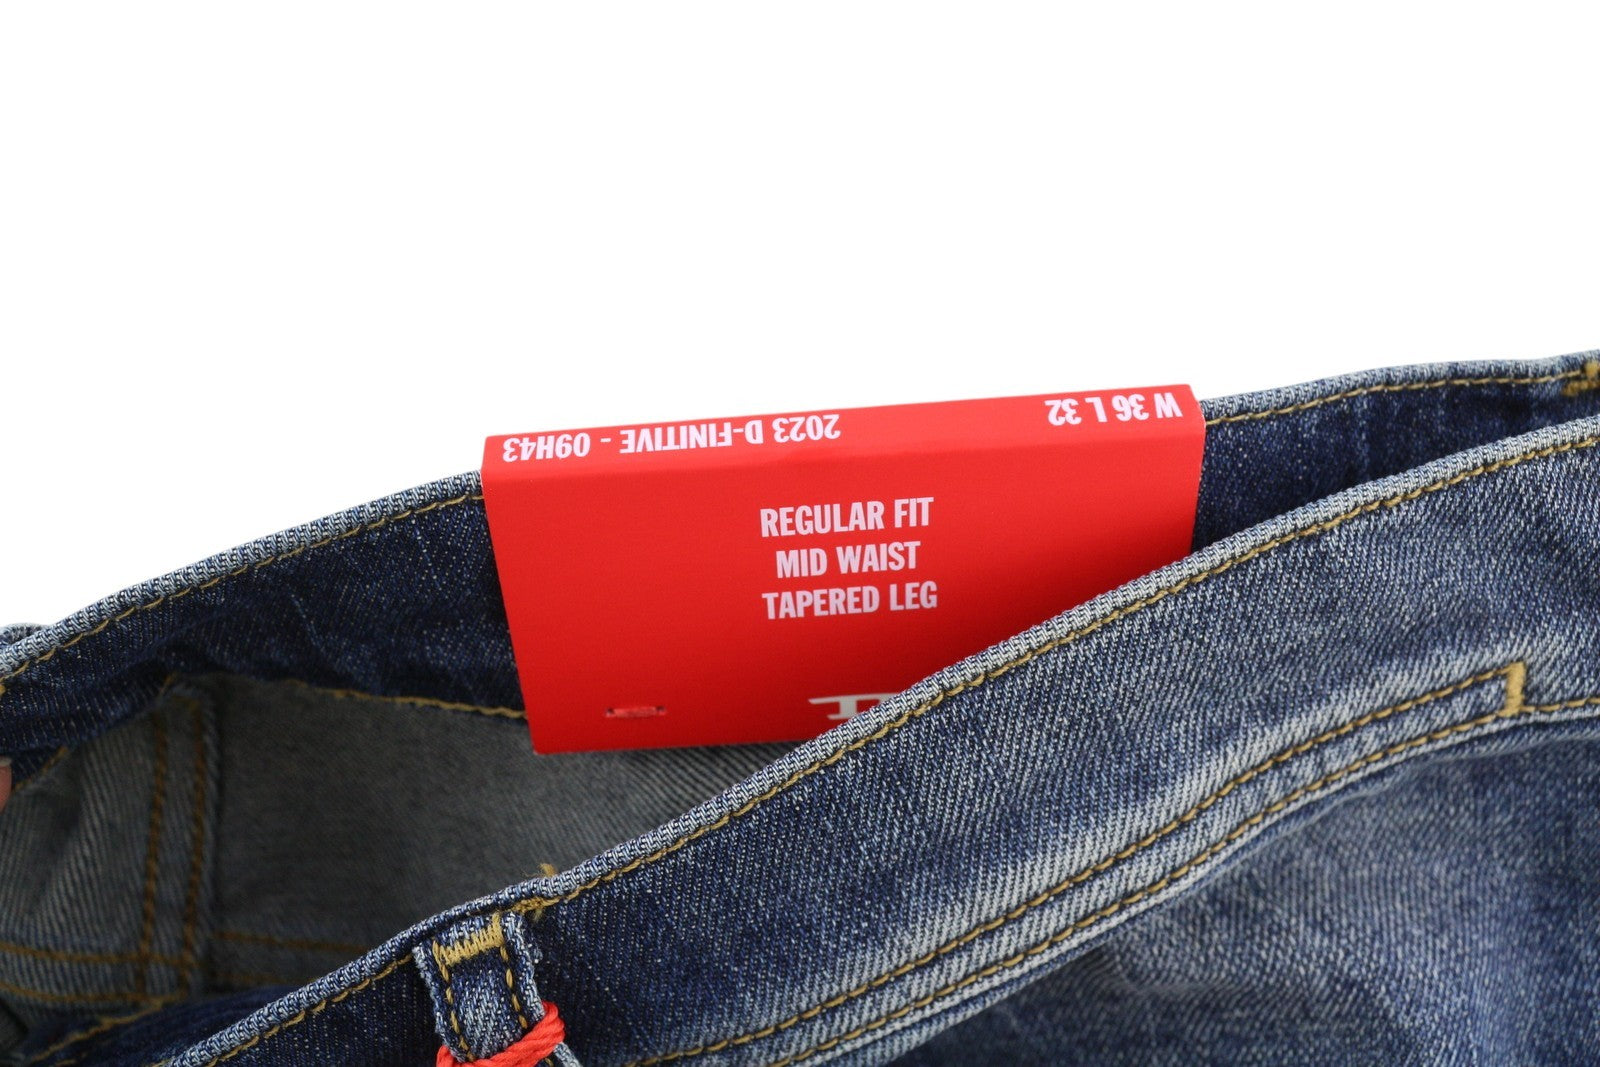 2023 D-FINITIVE - 09H43
W 36 L 32
REGULAR FIT
MID WAIST
TAPERED LEG